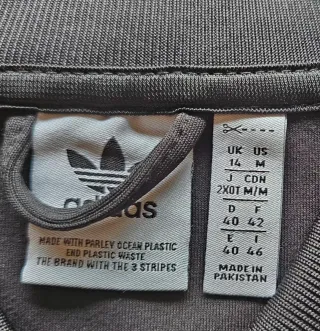 adidas
MADE WITH PARLEY OCEAN PLASTIC
END PLASTIC WASTE
THE BRAND WITH THE 3 STRIPES
UK US
14 M
J CDN
2XOT M/M
D F
40 42
E I
40 46
MADE IN
PAKISTAN